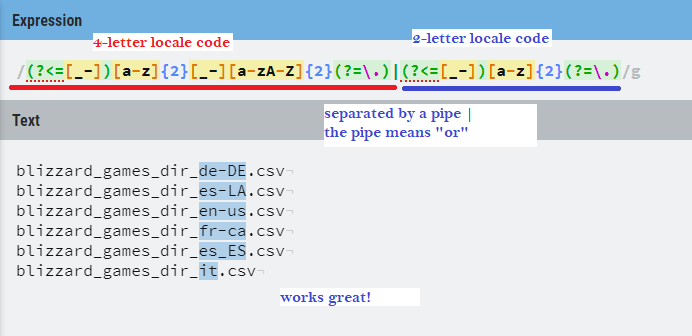 Expression
4-letter locale code
2-letter locale code
/(?<=[_-])[a-z]{2}[_-][a-zA-Z]{2}(?=\.)|(?<=[_-])[a-z]{2}(?=\.)/g
separated by a pipe |
the pipe means "or"
Text
blizzard_games_dir_de-DE.csv¬
blizzard_games_dir_es-LA.csv¬
blizzard_games_dir_en-us.csv¬
blizzard_games_dir_fr-ca.csv¬
blizzard_games_dir_es_ES.csv¬
blizzard_games_dir_it.csv¬
works great!